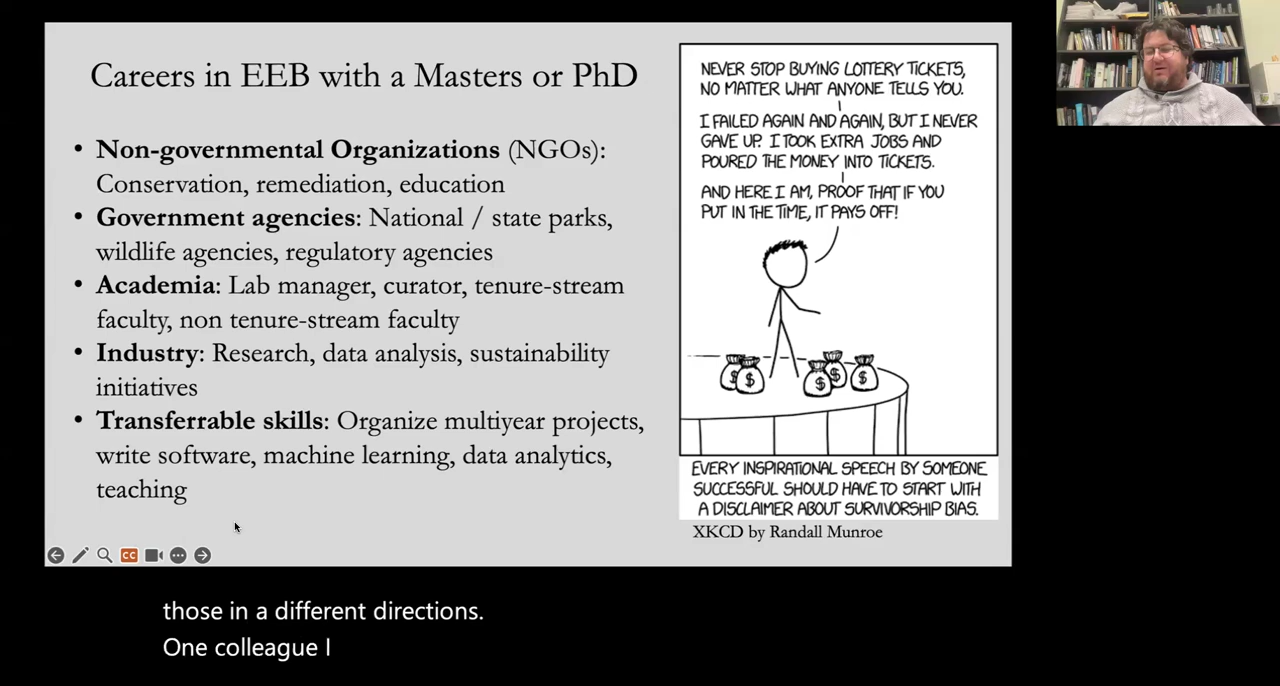 Careers in EEB with a Masters or PhD
• Non-governmental Organizations (NGOs):
Conservation, remediation, education
• Government agencies: National / state parks,
wildlife agencies, regulatory agencies
• Academia: Lab manager, curator, tenure-stream
faculty, non tenure-stream faculty
• Industry: Research, data analysis, sustainability
initiatives
• Transferrable skills: Organize multiyear projects,
write software, machine learning, data analytics,
teaching
NEVER STOP BUYING LOTTERY TICKETS,
NO MATTER WHAT ANYONE TELLS YOU.
I FAILED AGAIN AND AGAIN, BUT I NEVER
GAVE UP. I TOOK EXTRA JOBS AND
POURED THE MONEY INTO TICKETS.
AND HERE I AM, PROOF THAT IF YOU
PUT IN THE TIME, IT PAYS OFF!
$ $ $ $ $
EVERY INSPIRATIONAL SPEECH BY SOMEONE
SUCCESSFUL SHOULD HAVE TO START WITH
A DISCLAIMER ABOUT SURVIVORSHIP BIAS.
XKCD by Randall Munroe
CC
those in a different directions.
One colleague I